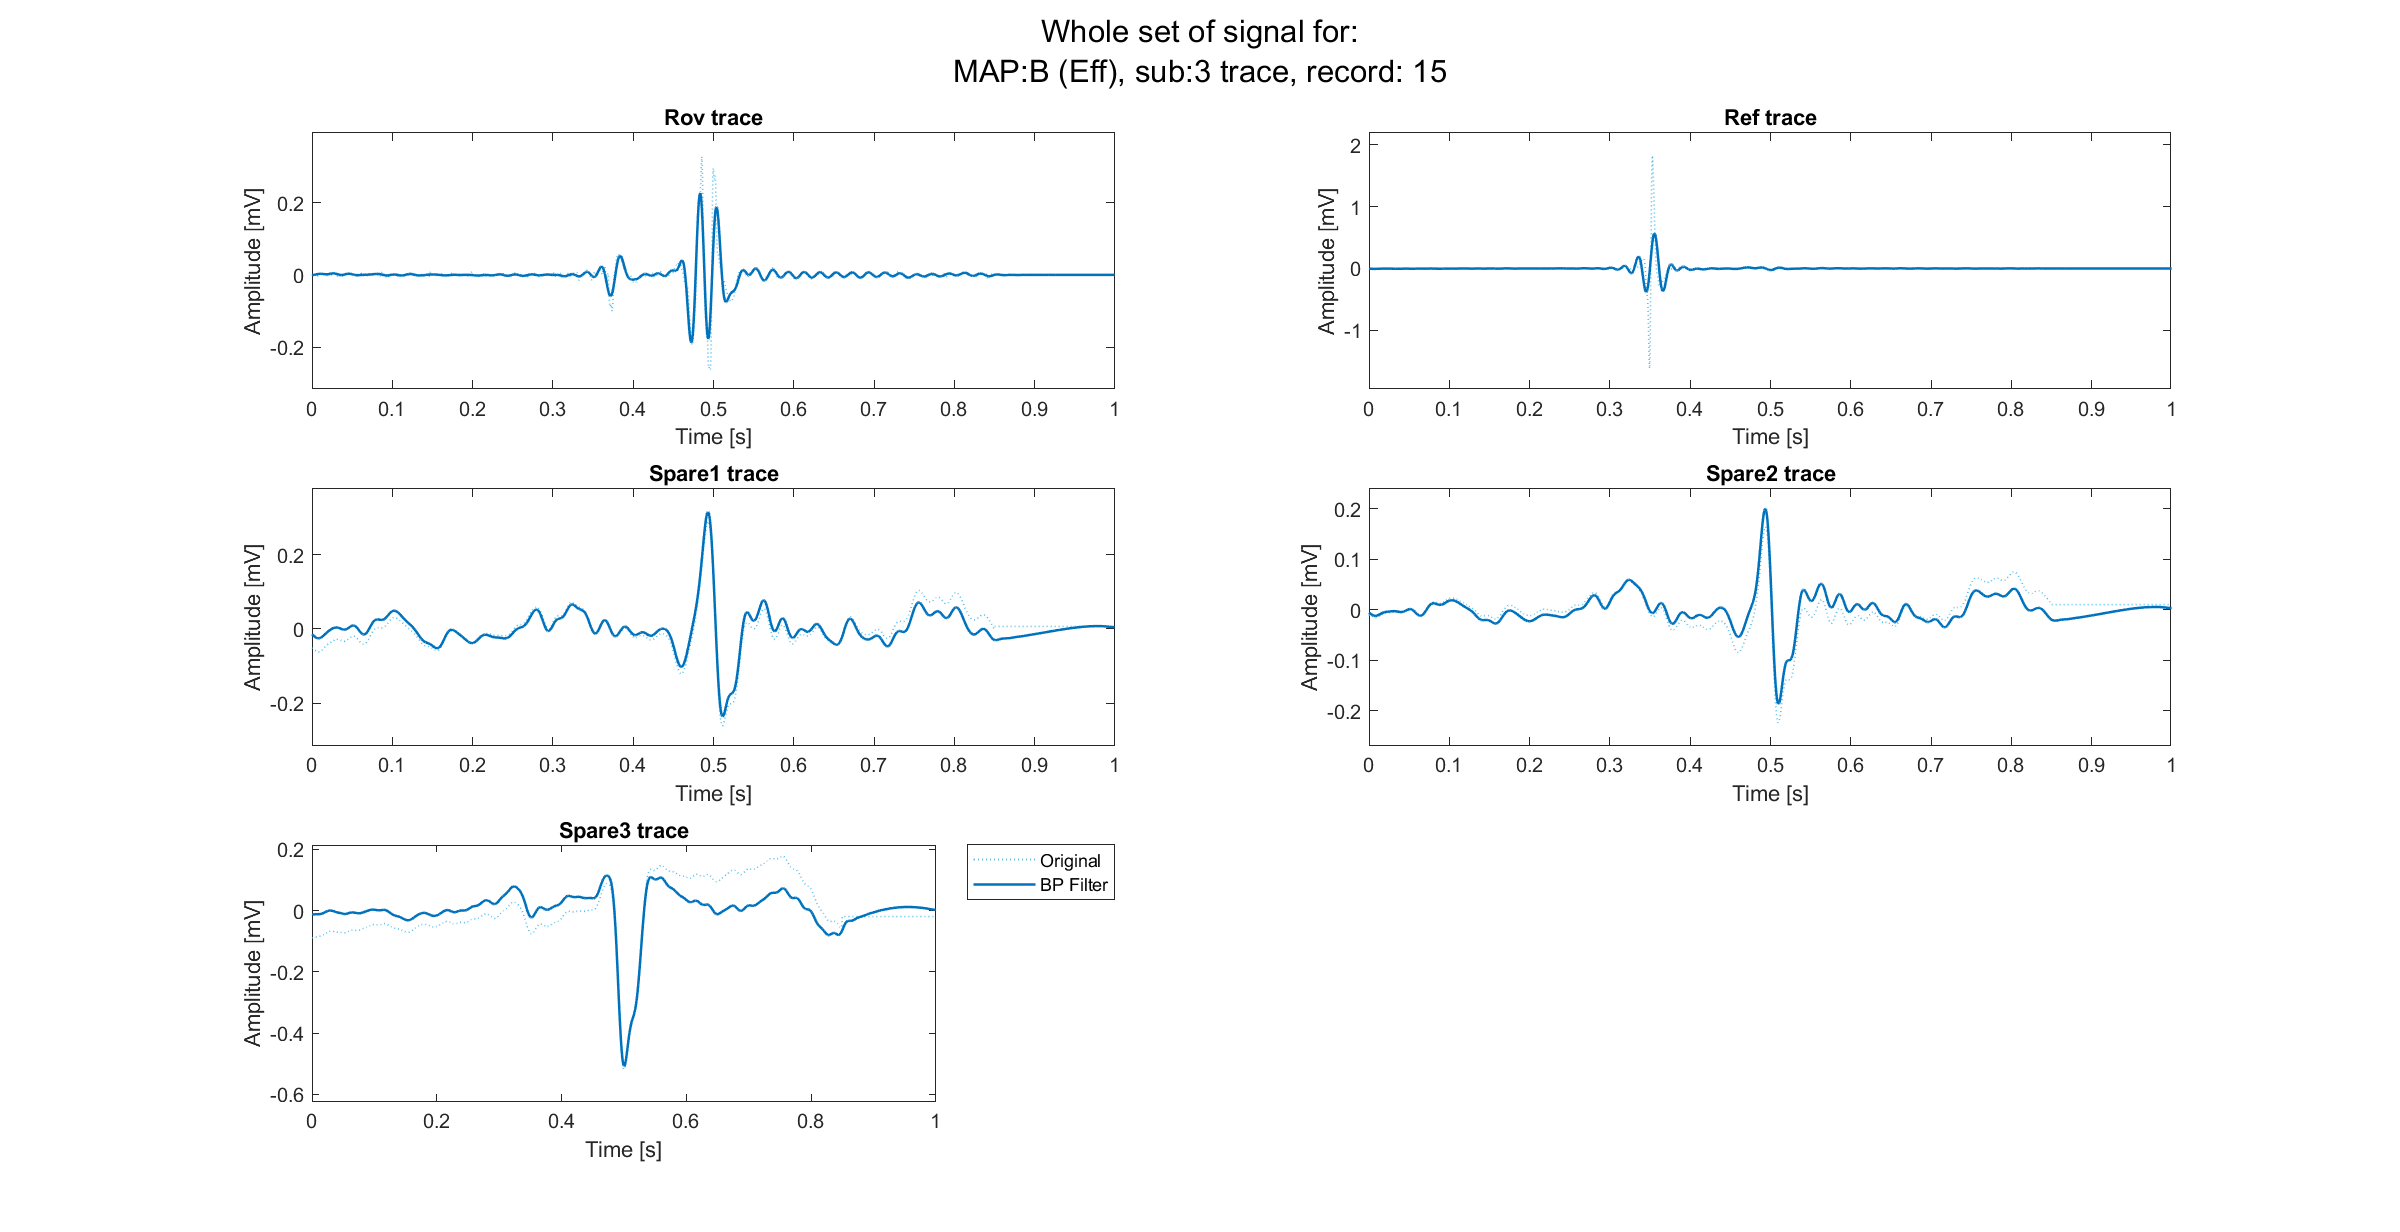 Whole set of signal for:
MAP:B (Eff), sub:3 trace, record: 15
Rov trace
Amplitude [mV]
0.2
0
-0.2
0 0.1 0.2 0.3 0.4 0.5 0.6 0.7 0.8 0.9 1
Time [s]
Ref trace
Amplitude [mV]
2
1
0
-1
0 0.1 0.2 0.3 0.4 0.5 0.6 0.7 0.8 0.9 1
Time [s]
Spare1 trace
Amplitude [mV]
0.2
0
-0.2
0 0.1 0.2 0.3 0.4 0.5 0.6 0.7 0.8 0.9 1
Time [s]
Spare2 trace
Amplitude [mV]
0.2
0.1
0
-0.1
-0.2
0 0.1 0.2 0.3 0.4 0.5 0.6 0.7 0.8 0.9 1
Time [s]
Spare3 trace
Amplitude [mV]
0.2
0
-0.2
-0.4
-0.6
0 0.2 0.4 0.6 0.8 1
Time [s]
Original
BP Filter